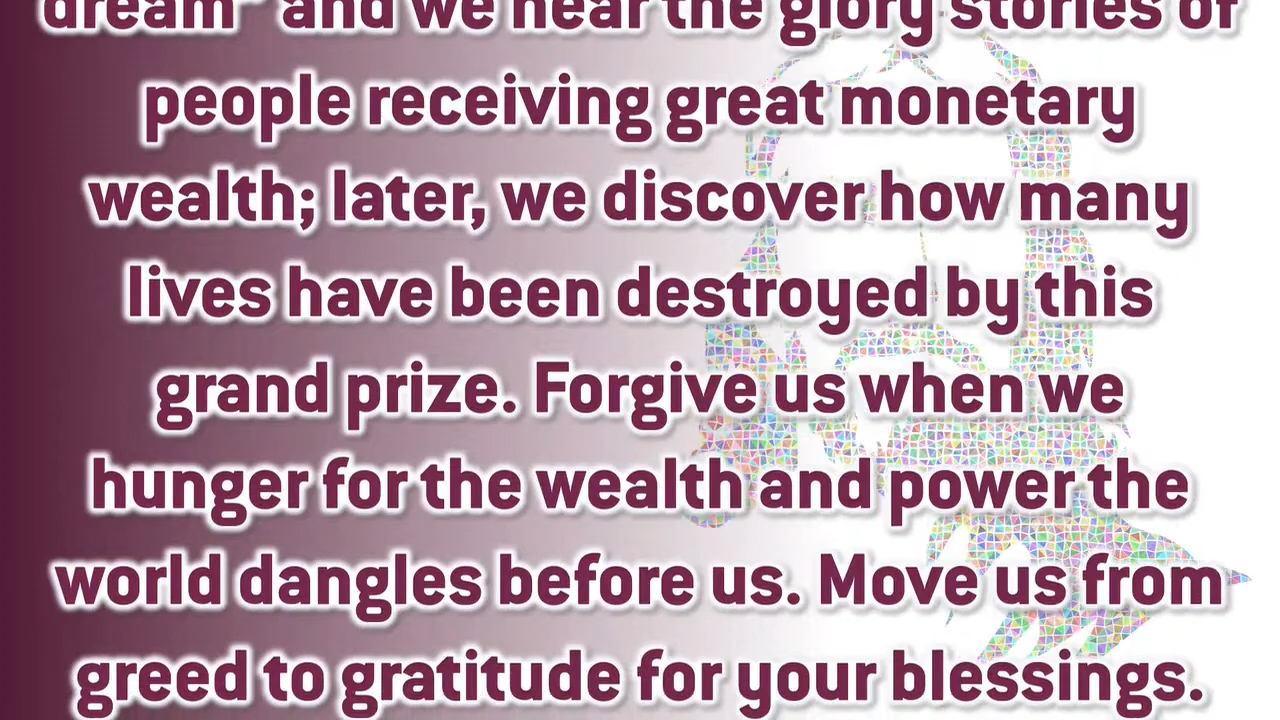 dream" and we hear the glory stories of
people receiving great monetary
wealth; later, we discover how many
lives have been destroyed by this
grand prize. Forgive us when we
hunger for the wealth and power the
world dangles before us. Move us from
greed to gratitude for your blessings.